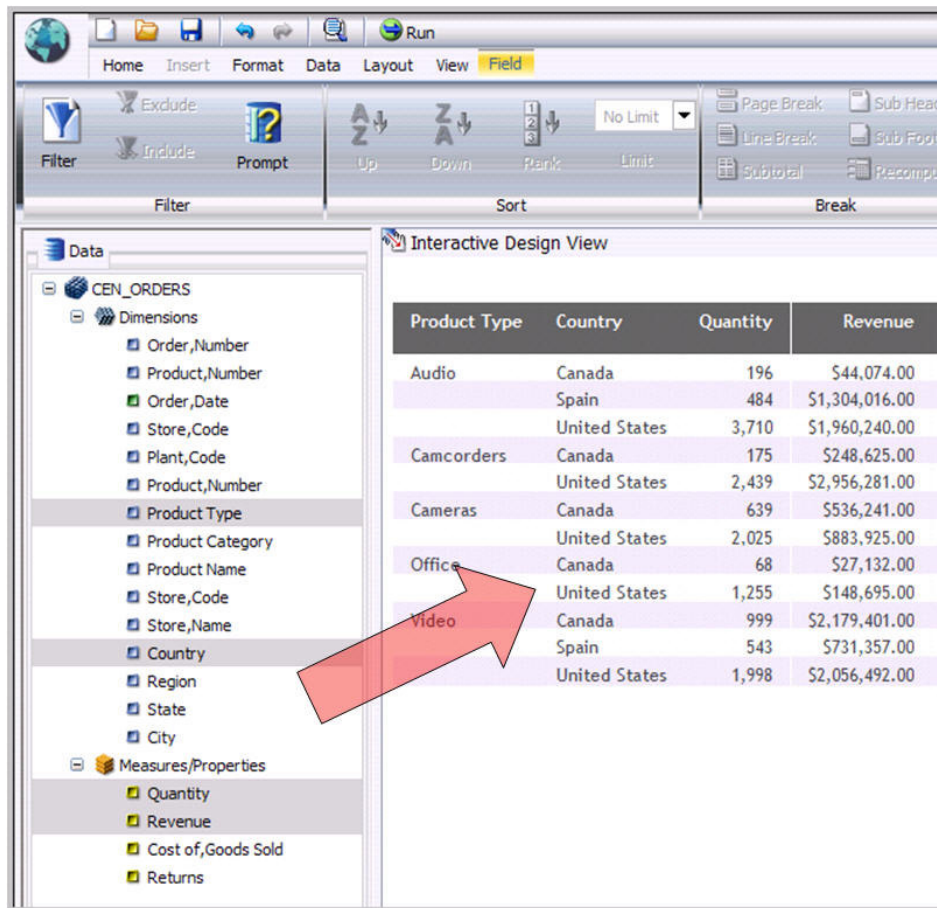 Run
Home Insert Format Data Layout View Field
Exclude
Include
Filter Prompt
A Z Z A 1 2 3
Up Down Rank Limit
No Limit
Page Break
Line Break
Subtotal
Sub
Sub
Filter Sort Break
Data
CEN_ORDERS
Dimensions
Order,Number
Product,Number
Order,Date
Store,Code
Plant,Code
Product,Number
Product Type
Product Category
Product Name
Store,Code
Store,Name
Country
Region
State
City
Measures/Properties
Quantity
Revenue
Cost of,Goods Sold
Returns
Interactive Design View
Product Type Country Quantity Revenue
Audio Canada 196 $44,074.00
Spain 484 $1,304,016.00
United States 3,710 $1,960,240.00
Camcorders Canada 175 $248,625.00
United States 2,439 $2,956,281.00
Cameras Canada 639 $536,241.00
United States 2,025 $883,925.00
Office Canada 68 $27,132.00
United States 1,255 $148,695.00
Video Canada 999 $2,179,401.00
Spain 543 $731,357.00
United States 1,998 $2,056,492.00